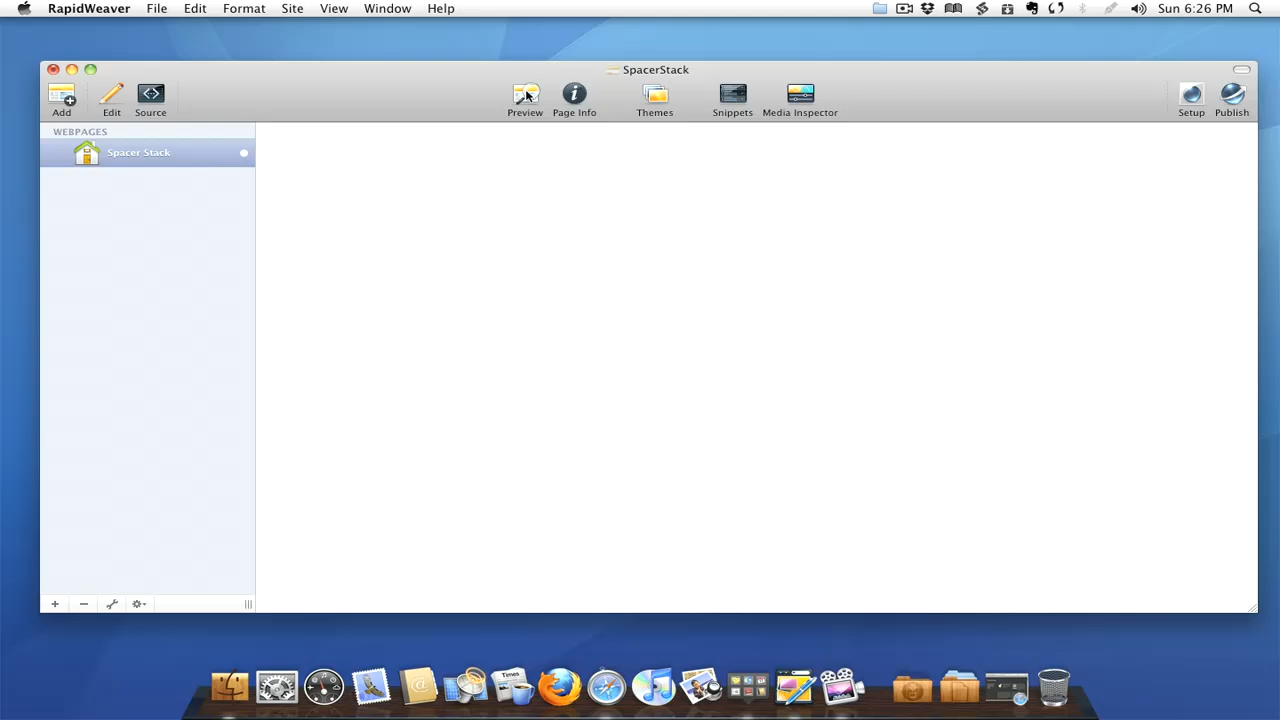 RapidWeaver File Edit Format Site View Window Help Sun 6:26 PM
SpacerStack
Add Edit Source Preview Page Info Themes Snippets Media Inspector Setup Publish
WEBPAGES
Spacer Stack
Times